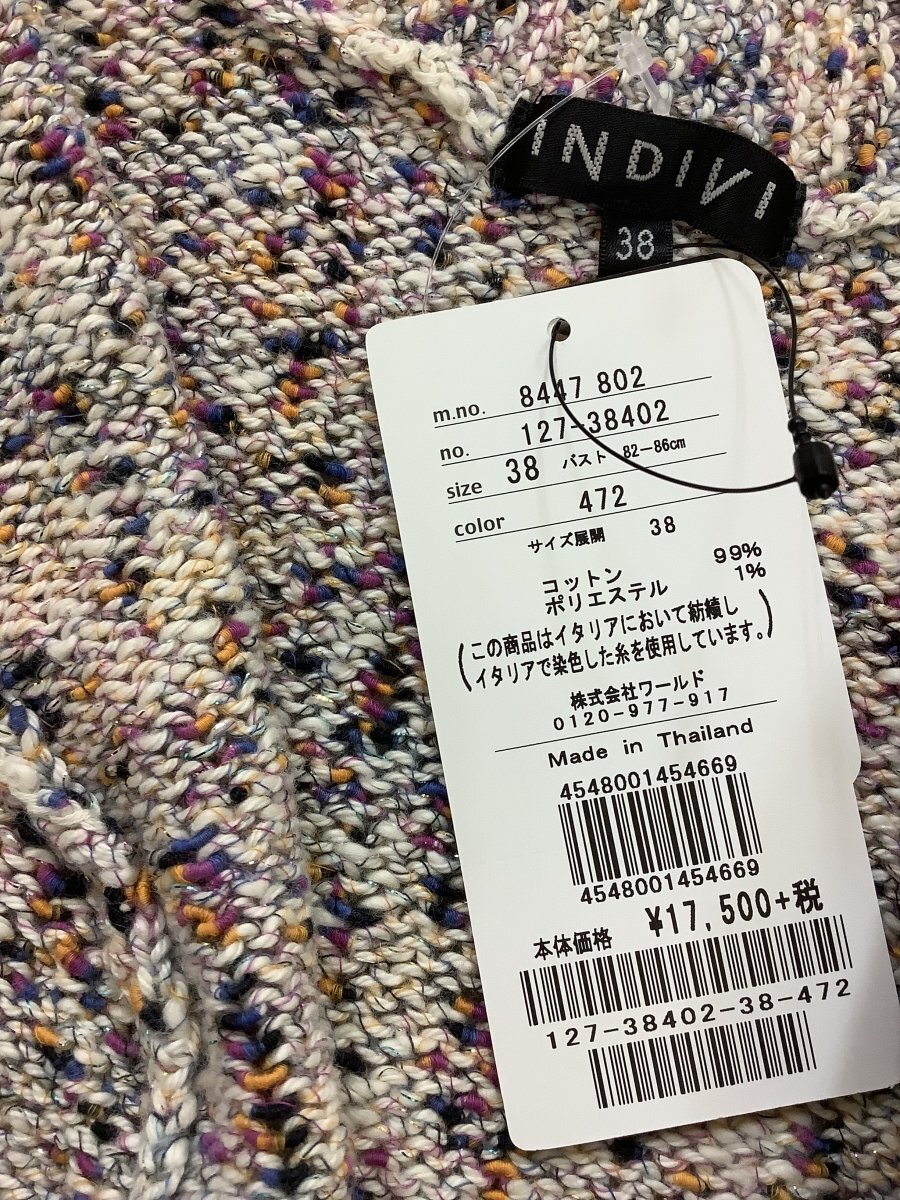 INDIVI
38
m.no. 8447 802
no. 127-38402
size 38 バスト 82-86cm
color 472
サイズ展開 38
コットン 99%
ポリエステル 1%
(この商品はイタリアにおいて紡績し
イタリアで染色した糸を使用しています。)
株式会社ワールド
0120-977-917
Made in Thailand
4548001454669
4548001454669
本体価格 ¥17,500+税
127-38402-38-472